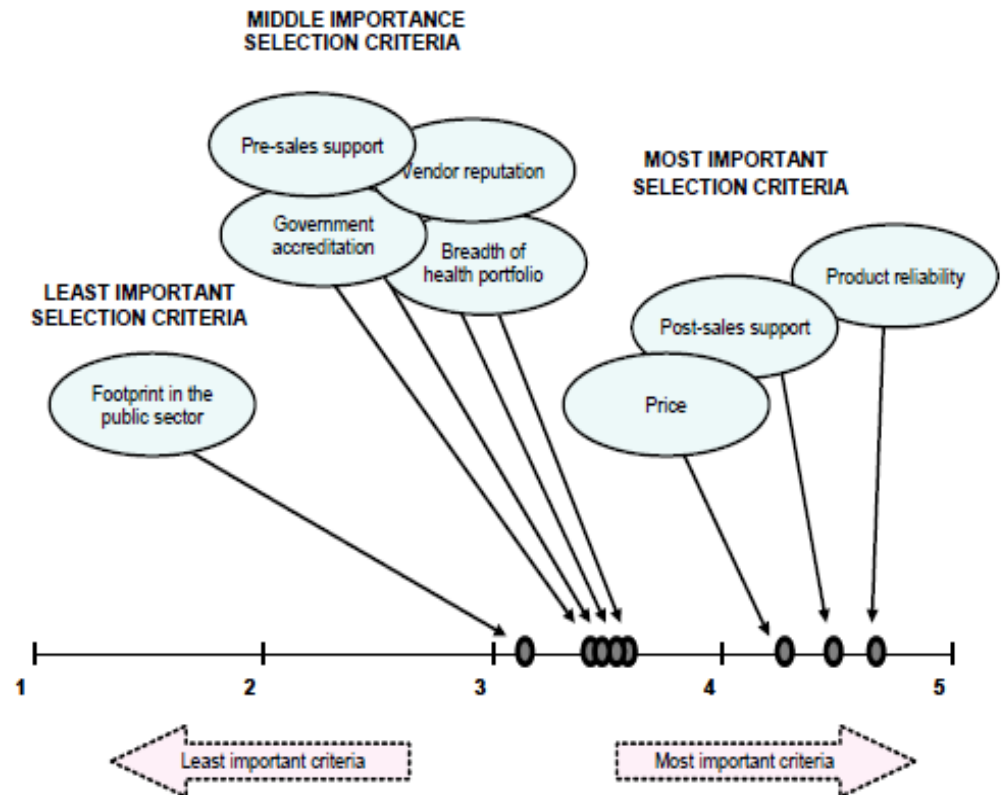 MIDDLE IMPORTANCE
SELECTION CRITERIA
Pre-sales support
Vendor reputation
Government
accreditation
Breadth of
health portfolio
MOST IMPORTANT
SELECTION CRITERIA
Product reliability
Post-sales support
Price
LEAST IMPORTANT
SELECTION CRITERIA
Footprint in the
public sector
1
2
3
4
5
Least important criteria
Most important criteria